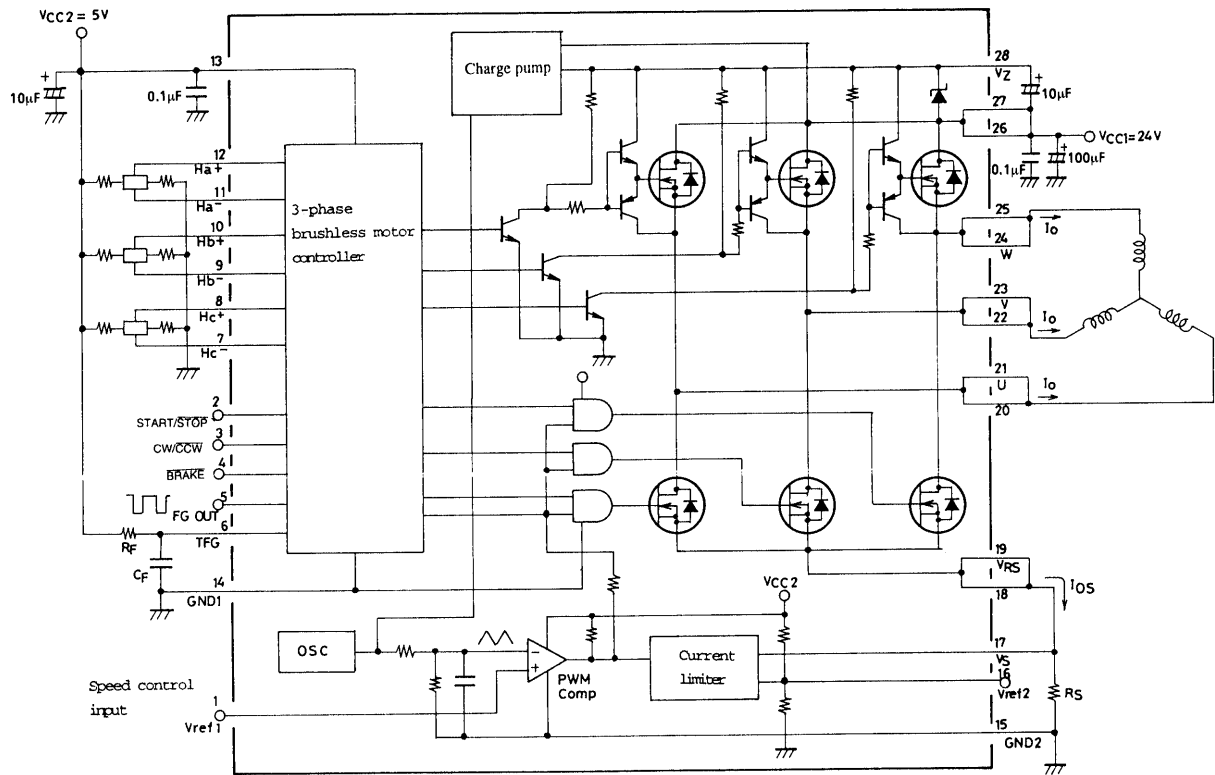 VCC2 = 5V
13
+
10µF
0.1µF
12
Ha+
11
Ha-
10
Hb+
9
Hb-
8
Hc+
7
Hc-
3-phase
brushless motor
controller
Charge pump
28
VZ
+
10µF
27
26
VCC1=24V
0.1µF
+
100µF
25
Io
24
W
23
V
22
Io
21
U
Io
20
2
START/STOP
3
CW/CCW
4
BRAKE
5
FG OUT
6
TFG
RF
CF
14
GND1
19
VRS
18
IOS
VCC2
OSC
-
+
PWM
Comp
Current
limiter
17
VS
16
Vref2
RS
15
GND2
Speed control
input
1
Vref1